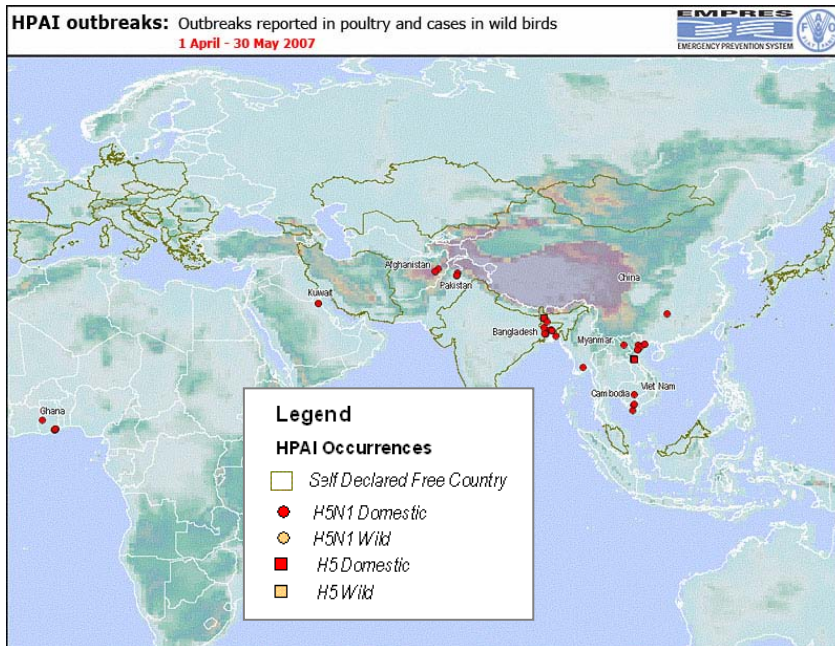 HPAI outbreaks: Outbreaks reported in poultry and cases in wild birds
1 April - 30 May 2007
EMPRES
EMERGENCY PREVENTION SYSTEM
Afghanistan
Pakistan
Kuwait
China
Bangladesh
Myanmar
Cambodia
Viet Nam
Ghana
Legend
HPAI Occurrences
Self Declared Free Country
H5N1 Domestic
H5N1 Wild
H5 Domestic
H5 Wild